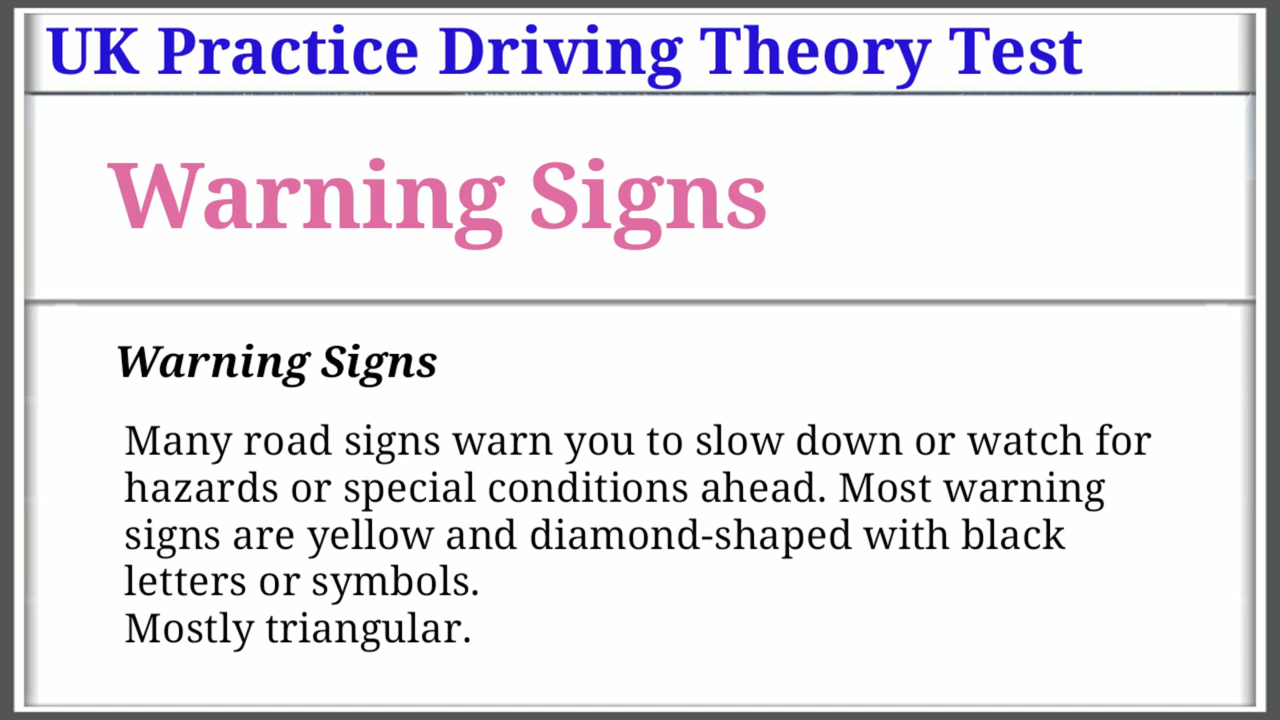 UK Practice Driving Theory Test
Warning Signs
Warning Signs
Many road signs warn you to slow down or watch for
hazards or special conditions ahead. Most warning
signs are yellow and diamond-shaped with black
letters or symbols.
Mostly triangular.